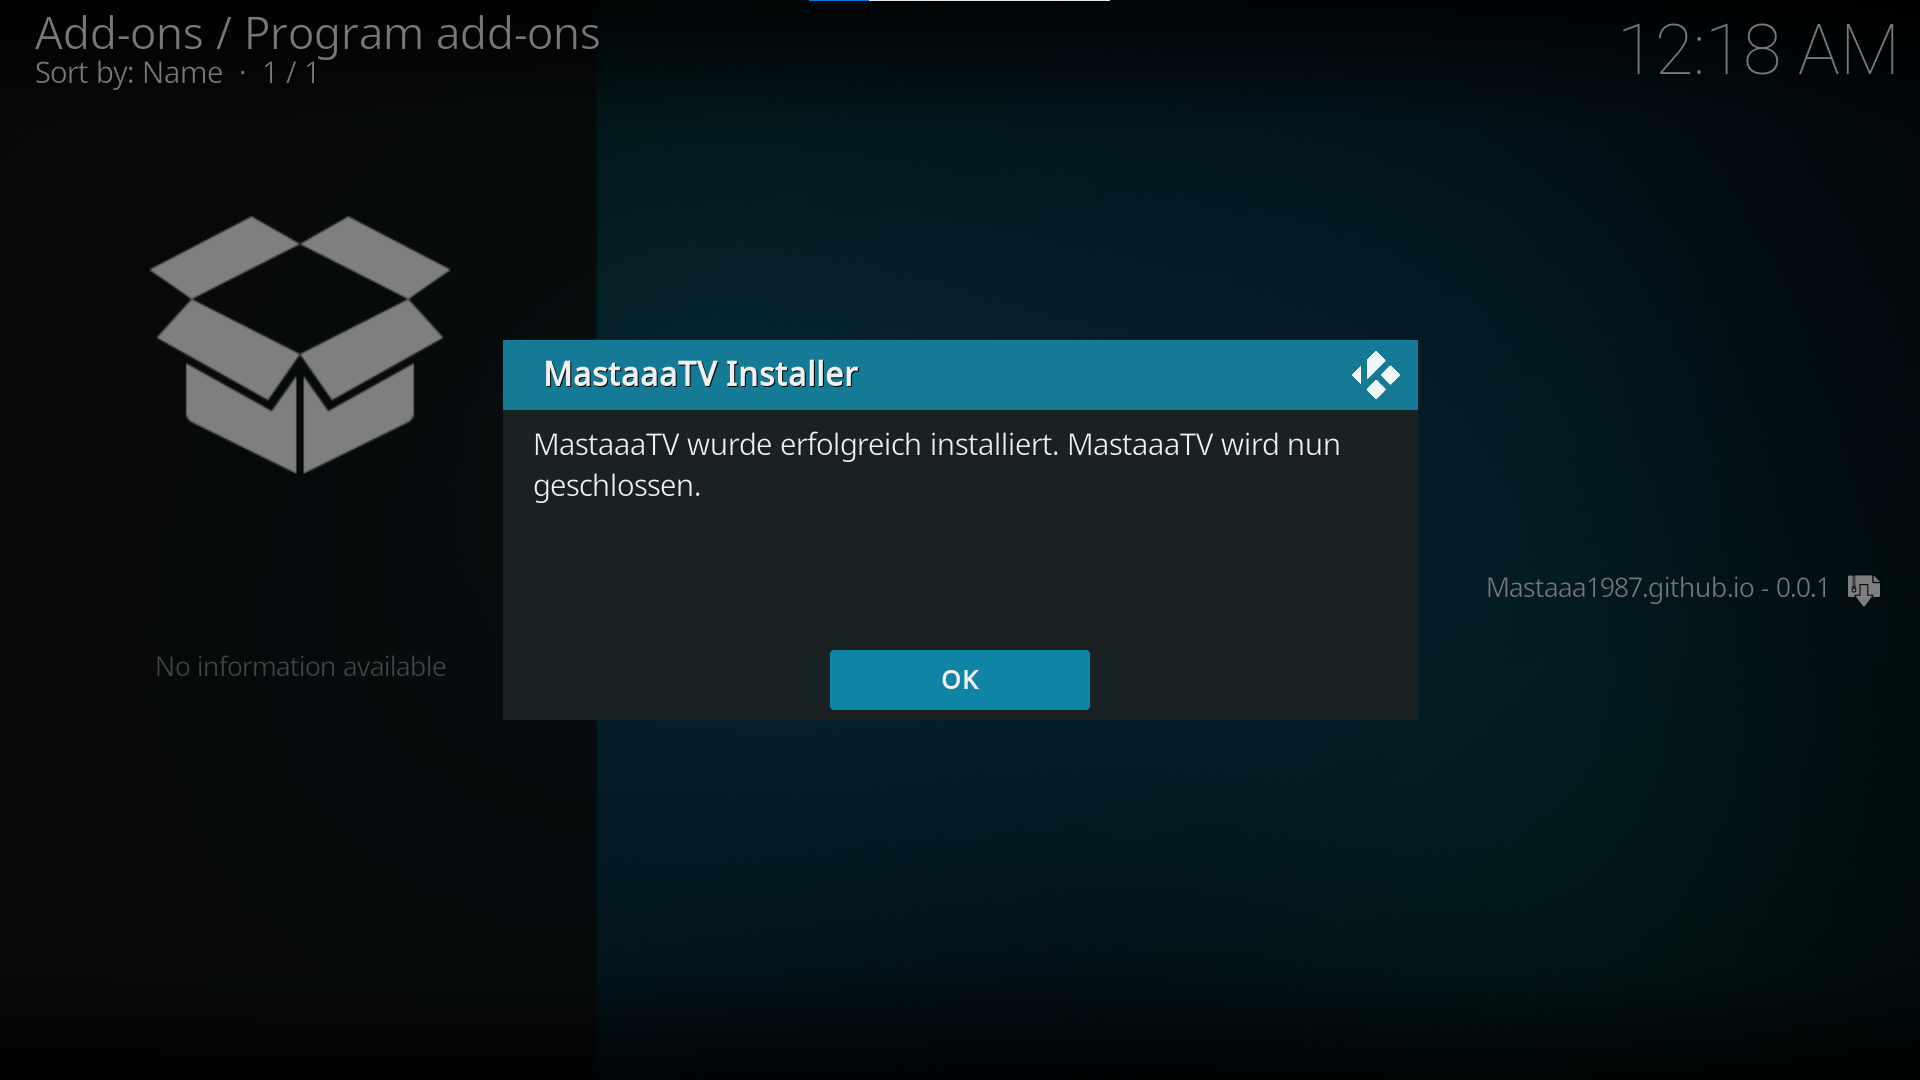 Add-ons / Program add-ons
Sort by: Name · 1 / 1
12:18 AM
MastaaaTV Installer
MastaaaTV wurde erfolgreich installiert. MastaaaTV wird nun
geschlossen.
Mastaaa1987.github.io - 0.0.1
No information available
OK